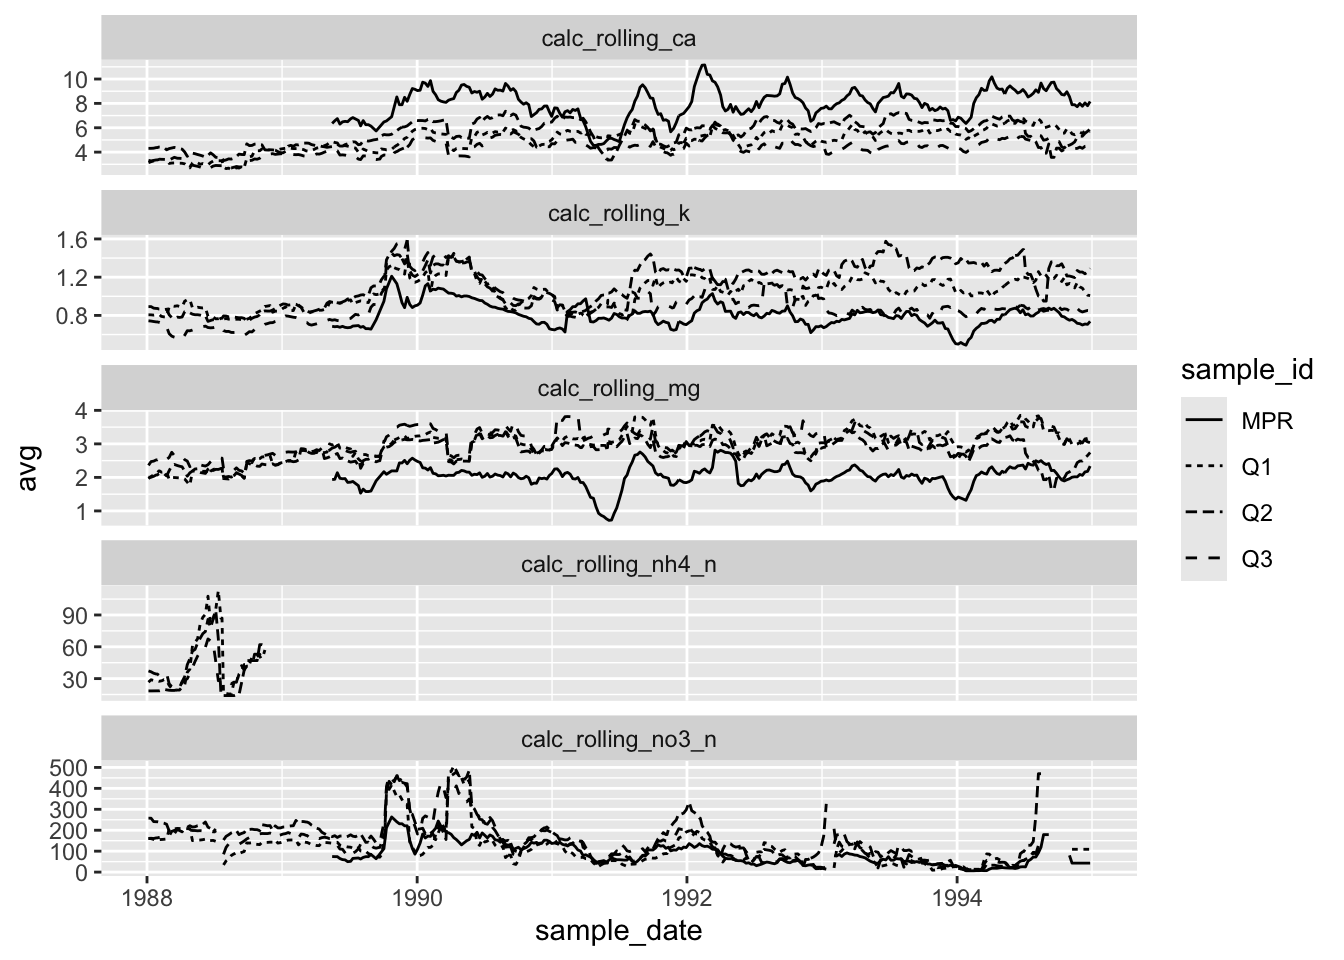 calc_rolling_ca
10
8
6
4
calc_rolling_k
1.6
1.2
0.8
calc_rolling_mg
4
3
2
1
calc_rolling_nh4_n
90
60
30
calc_rolling_no3_n
500
400
300
200
100
0
1988 1990 1992 1994
sample_date
avg
sample_id
MPR
Q1
Q2
Q3